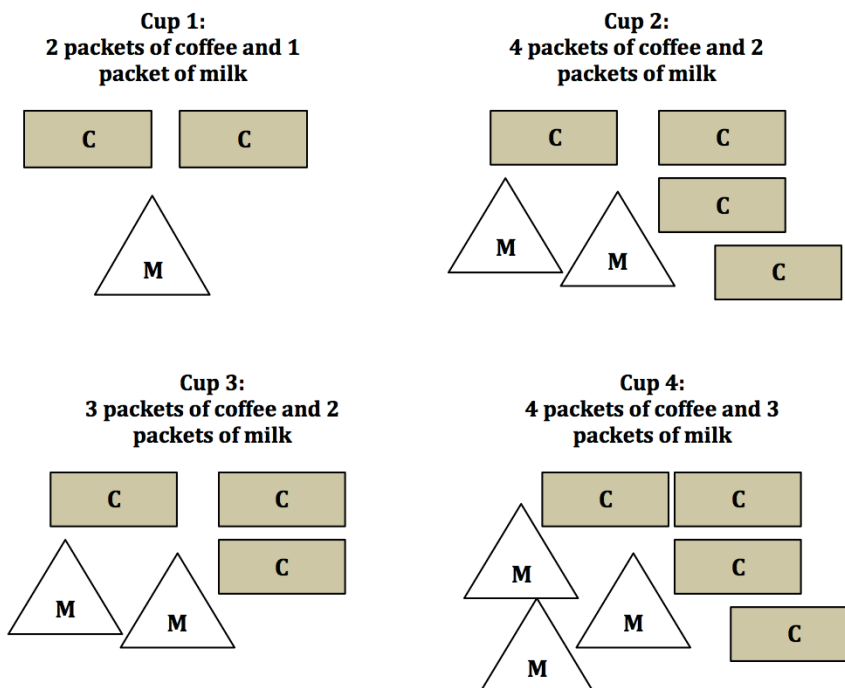 Cup 1:
2 packets of coffee and 1
packet of milk
C C
M
Cup 2:
4 packets of coffee and 2
packets of milk
C C
C
M M
C
Cup 3:
3 packets of coffee and 2
packets of milk
C C
C
M M
Cup 4:
4 packets of coffee and 3
packets of milk
C C
M C
M C
M